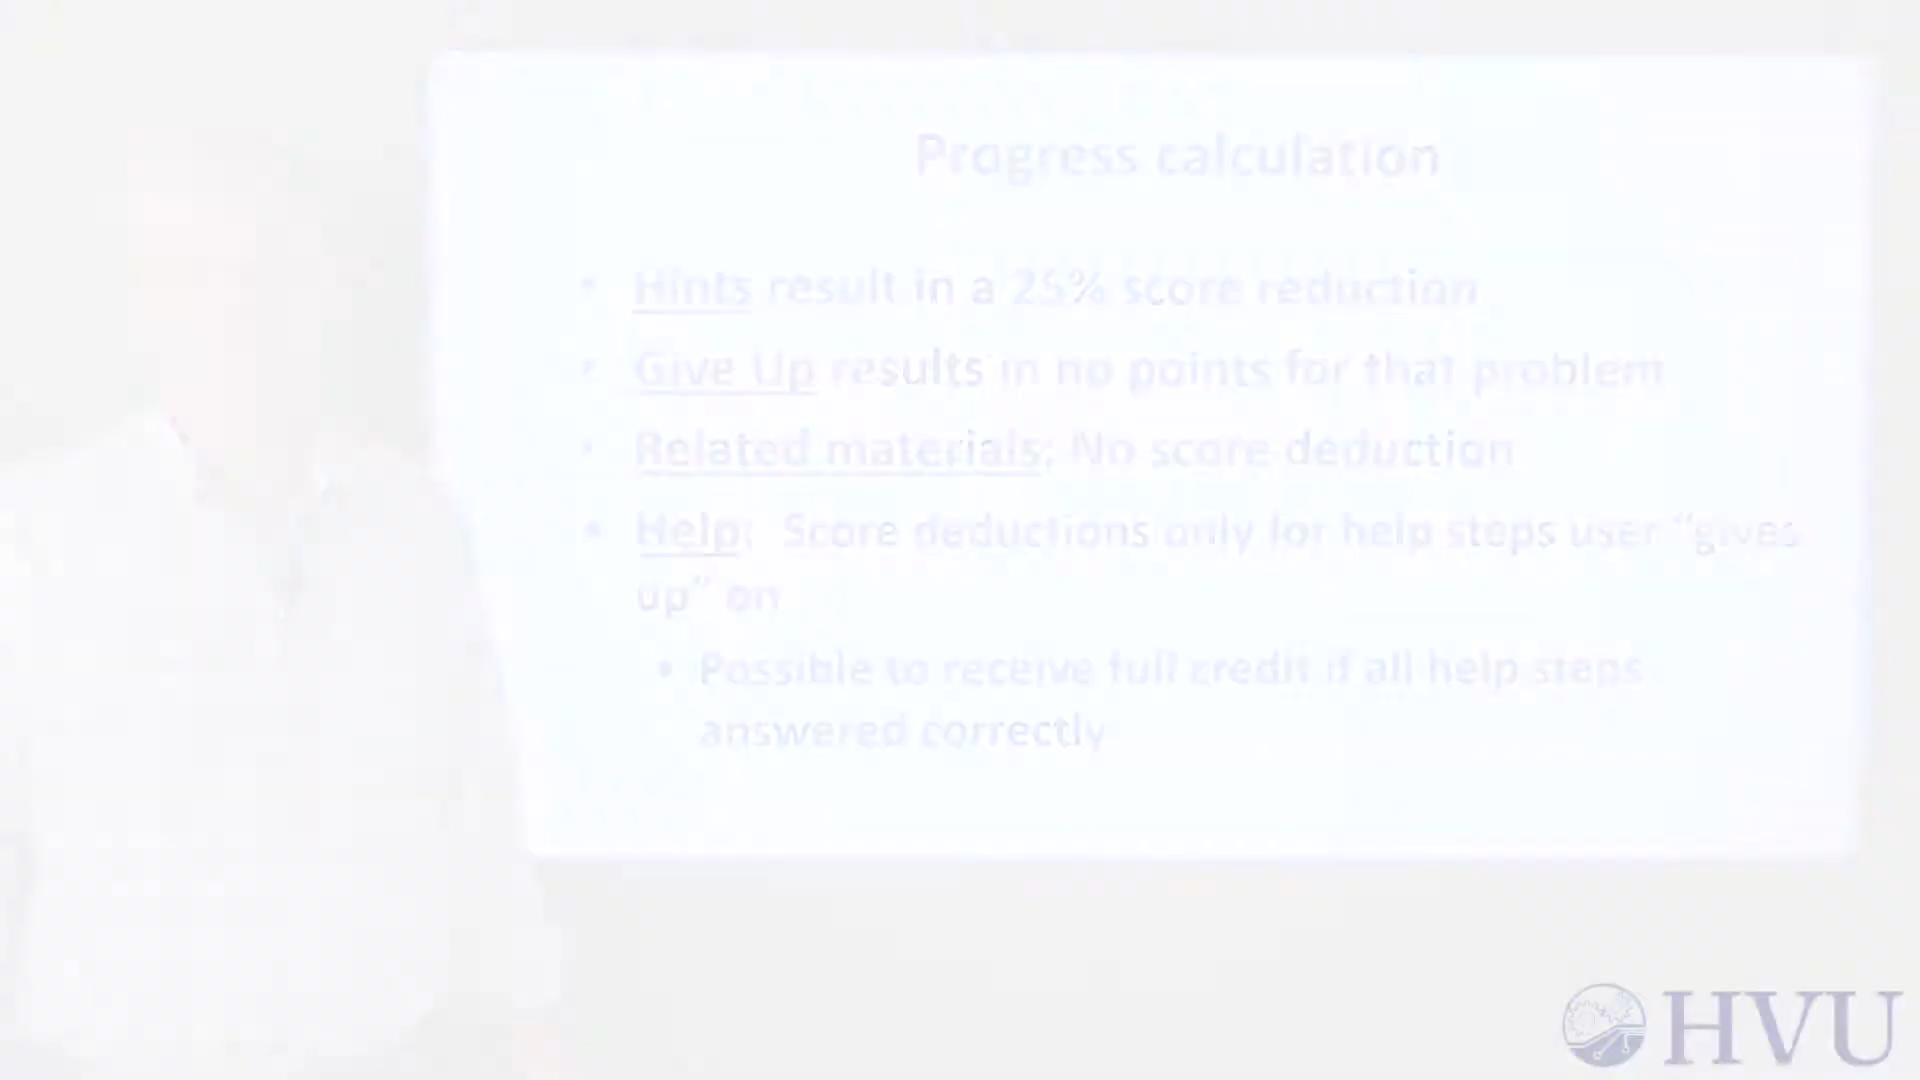 Progress calculation
• Hints result in a 25% score reduction
• Give Up results in no points for that problem
• Related materials: No score deduction
• Help: Score deductions only for help steps user “gives
up” on
• Possible to receive full credit if all help steps
answered correctly
HVU